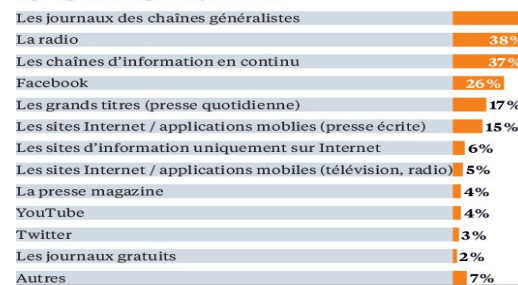 Les journaux des chaînes généralistes
La radio 38%
Les chaînes d'information en continu 37%
Facebook 26%
Les grands titres (presse quotidienne) 17%
Les sites Internet / applications moblies (presse écrite) 15%
Les sites d'information uniquement sur Internet 6%
Les sites Internet / applications mobiles (télévision, radio) 5%
La presse magazine 4%
YouTube 4%
Twitter 3%
Les journaux gratuits 2%
Autres 7%